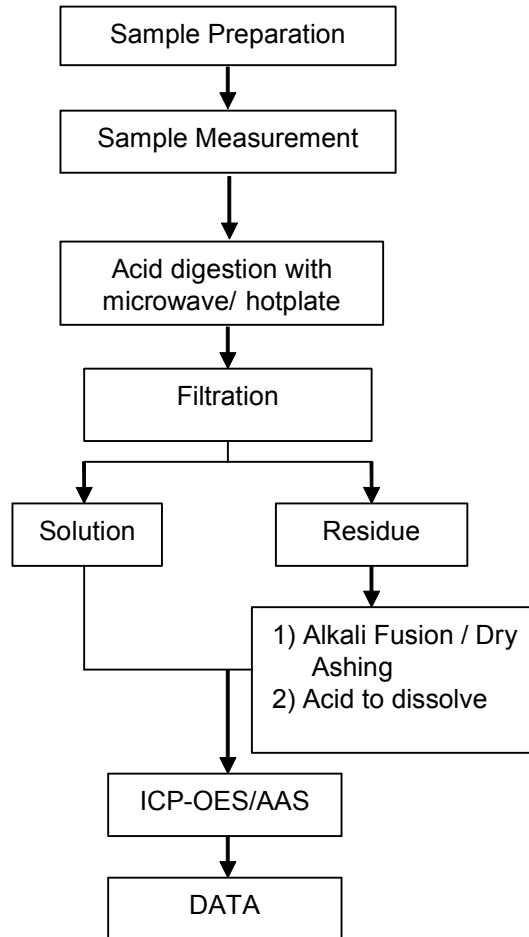 Sample Preparation
Sample Measurement
Acid digestion with
microwave/ hotplate
Filtration
Solution
Residue
1) Alkali Fusion / Dry
Ashing
2) Acid to dissolve
ICP-OES/AAS
DATA